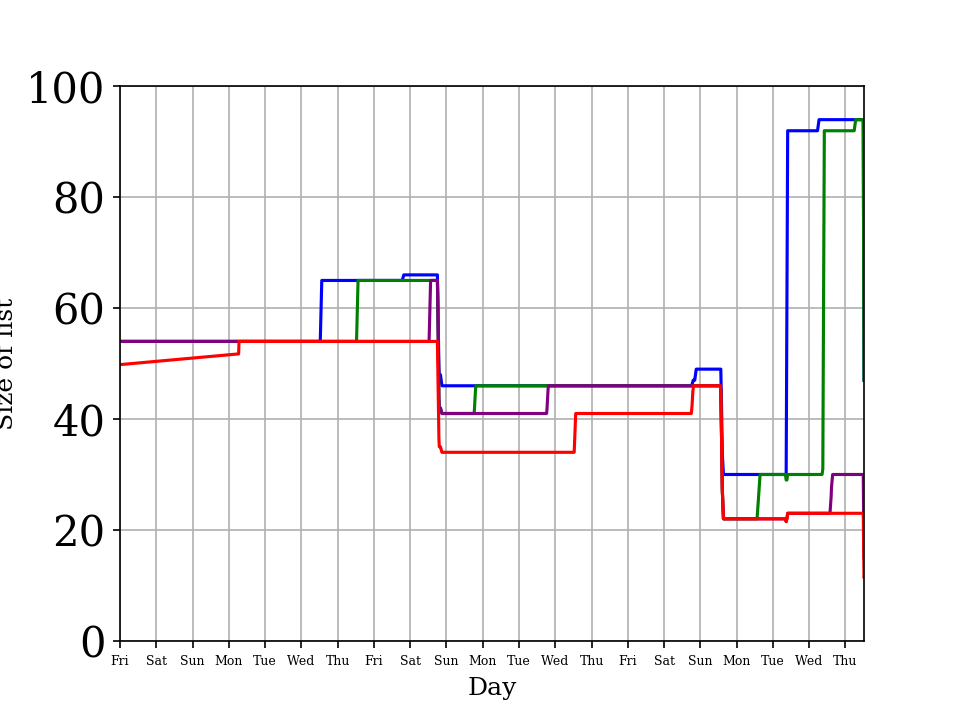 100
80
60
40
20
0
Size of list
Fri Sat Sun Mon Tue Wed Thu Fri Sat Sun Mon Tue Wed Thu Fri Sat Sun Mon Tue Wed Thu
Day